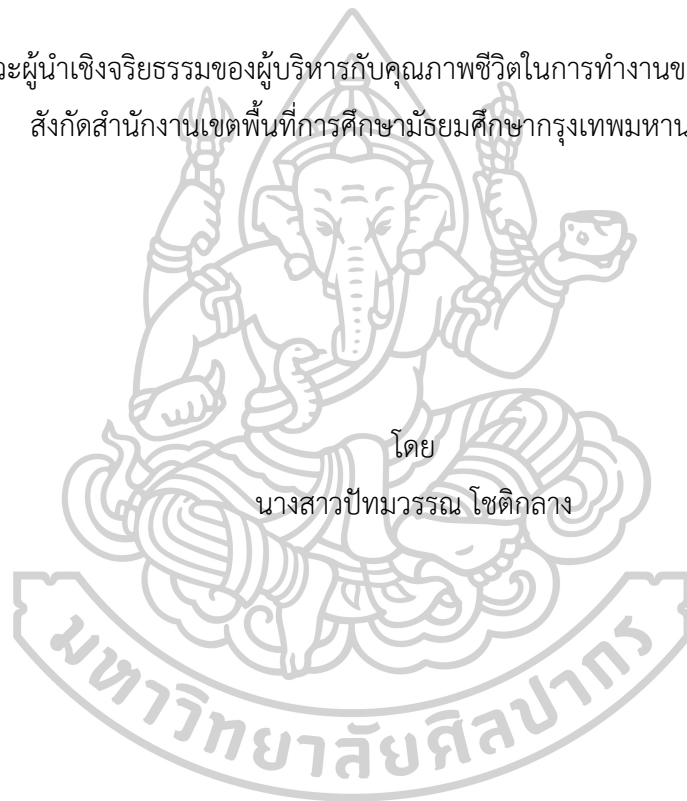 วะผู้นำเชิงจริยธรรมของผู้บริหารกับคุณภาพชีวิตในการทำงานข
สังกัดสำนักงานเขตพื้นที่การศึกษามัธยมศึกษากรุงเทพมหาน
โดย
นางสาวปัทมวรรณ โชติกลาง
มหาวิทยาลัยศิลปากร